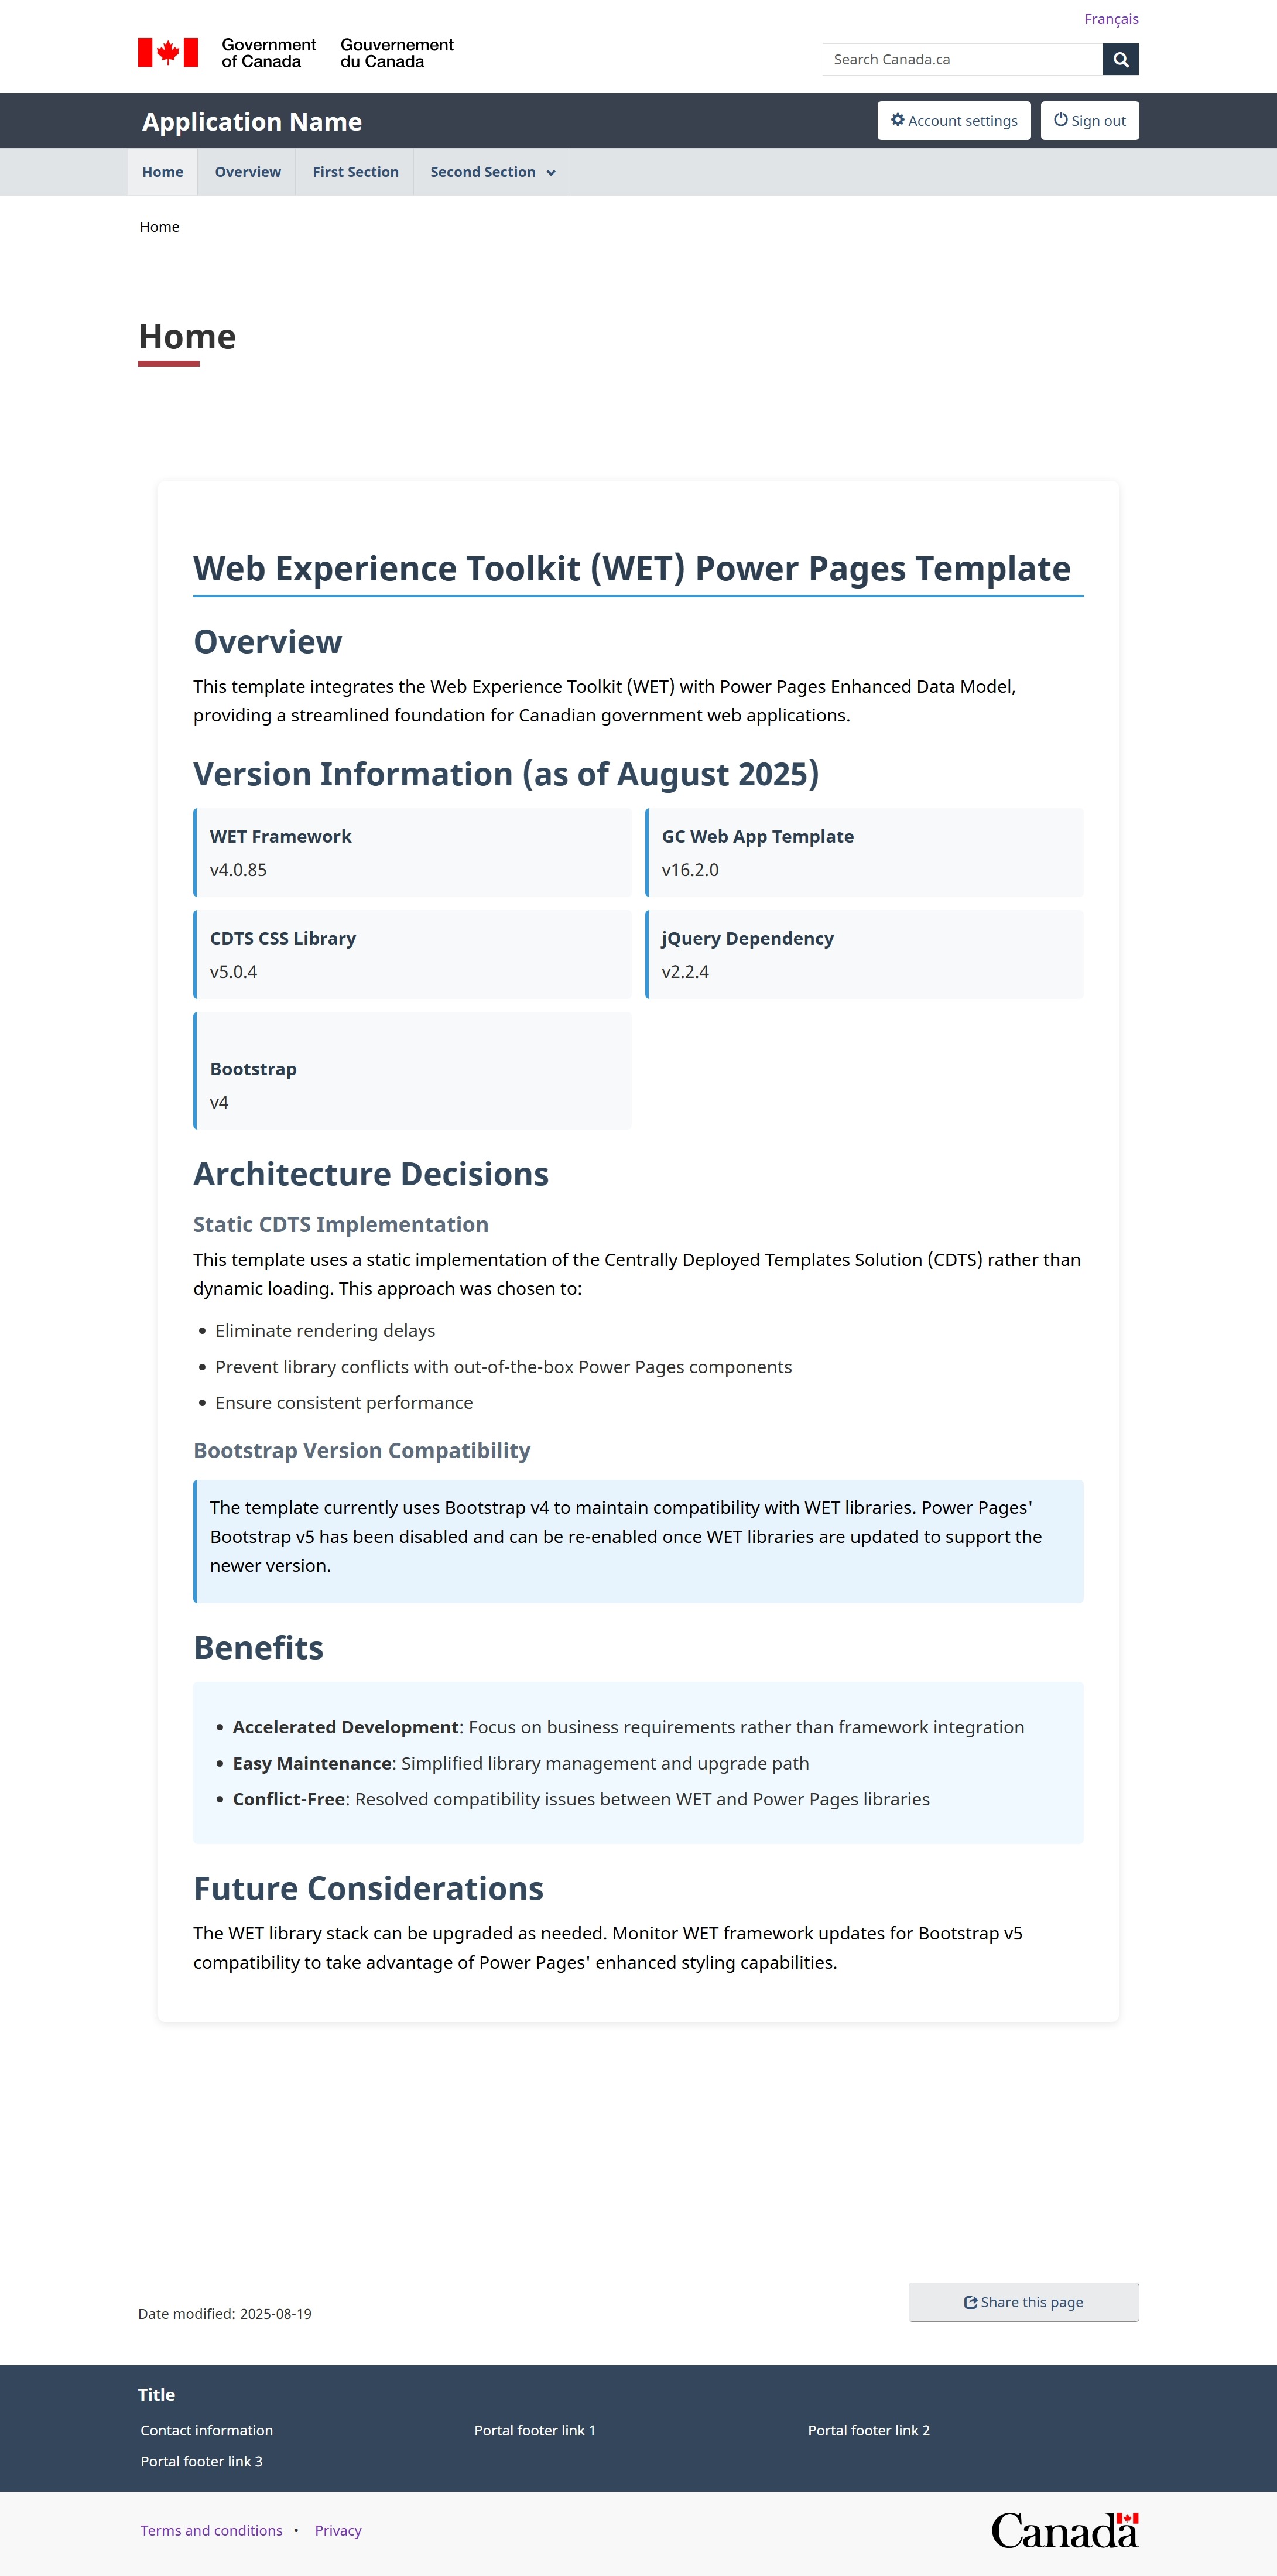 Français
Government of Canada
Gouvernement du Canada
Search Canada.ca
Application Name
Account settings
Sign out
Home
Overview
First Section
Second Section
Home
Home
Web Experience Toolkit (WET) Power Pages Template
Overview
This template integrates the Web Experience Toolkit (WET) with Power Pages Enhanced Data Model,
providing a streamlined foundation for Canadian government web applications.
Version Information (as of August 2025)
WET Framework
v4.0.85
GC Web App Template
v16.2.0
CDTS CSS Library
v5.0.4
jQuery Dependency
v2.2.4
Bootstrap
v4
Architecture Decisions
Static CDTS Implementation
This template uses a static implementation of the Centrally Deployed Templates Solution (CDTS) rather than
dynamic loading. This approach was chosen to:
• Eliminate rendering delays
• Prevent library conflicts with out-of-the-box Power Pages components
• Ensure consistent performance
Bootstrap Version Compatibility
The template currently uses Bootstrap v4 to maintain compatibility with WET libraries. Power Pages'
Bootstrap v5 has been disabled and can be re-enabled once WET libraries are updated to support the
newer version.
Benefits
• Accelerated Development: Focus on business requirements rather than framework integration
• Easy Maintenance: Simplified library management and upgrade path
• Conflict-Free: Resolved compatibility issues between WET and Power Pages libraries
Future Considerations
The WET library stack can be upgraded as needed. Monitor WET framework updates for Bootstrap v5
compatibility to take advantage of Power Pages' enhanced styling capabilities.
Date modified: 2025-08-19
Share this page
Title
Contact information
Portal footer link 1
Portal footer link 2
Portal footer link 3
Terms and conditions • Privacy
Canada